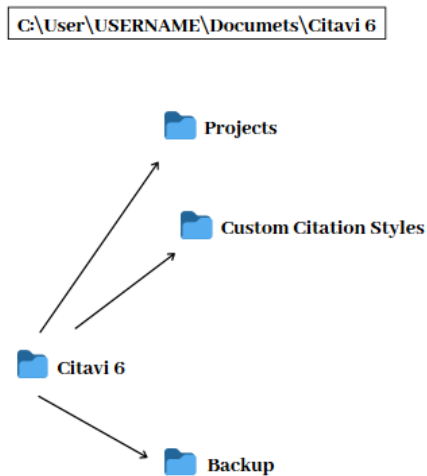 C:\User\USERNAME\Documets\Citavi 6
Projects
Custom Citation Styles
Citavi 6
Backup